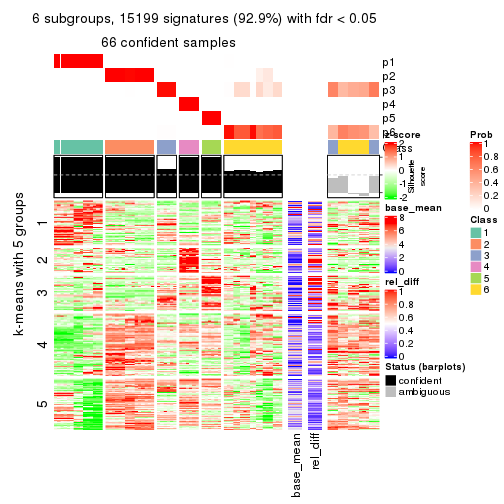 6 subgroups, 15199 signatures (92.9%) with fdr < 0.05
66 confident samples
p1
p2
p3
p4
p5
p6
Class
Silhouette
score
k-means with 5 groups
1
2
3
4
5
base_mean
rel_diff
z-score
2
1
0
-1
-2
base_mean
8
6
4
2
0
rel_diff
1
0.8
0.6
0.4
0.2
0
Status (barplots)
confident
ambiguous
Prob
1
0.8
0.6
0.4
0.2
0
Class
1
2
3
4
5
6